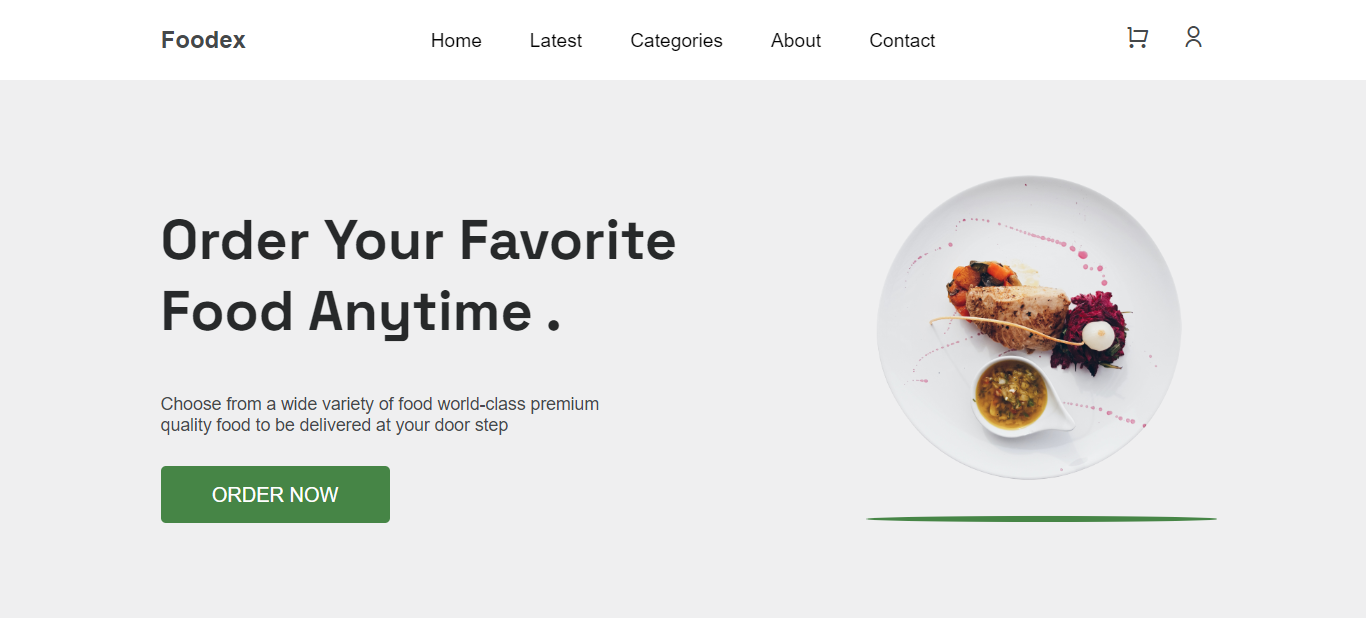 Foodex
Home Latest Categories About Contact
Order Your Favorite
Food Anytime .
Choose from a wide variety of food world-class premium
quality food to be delivered at your door step
ORDER NOW